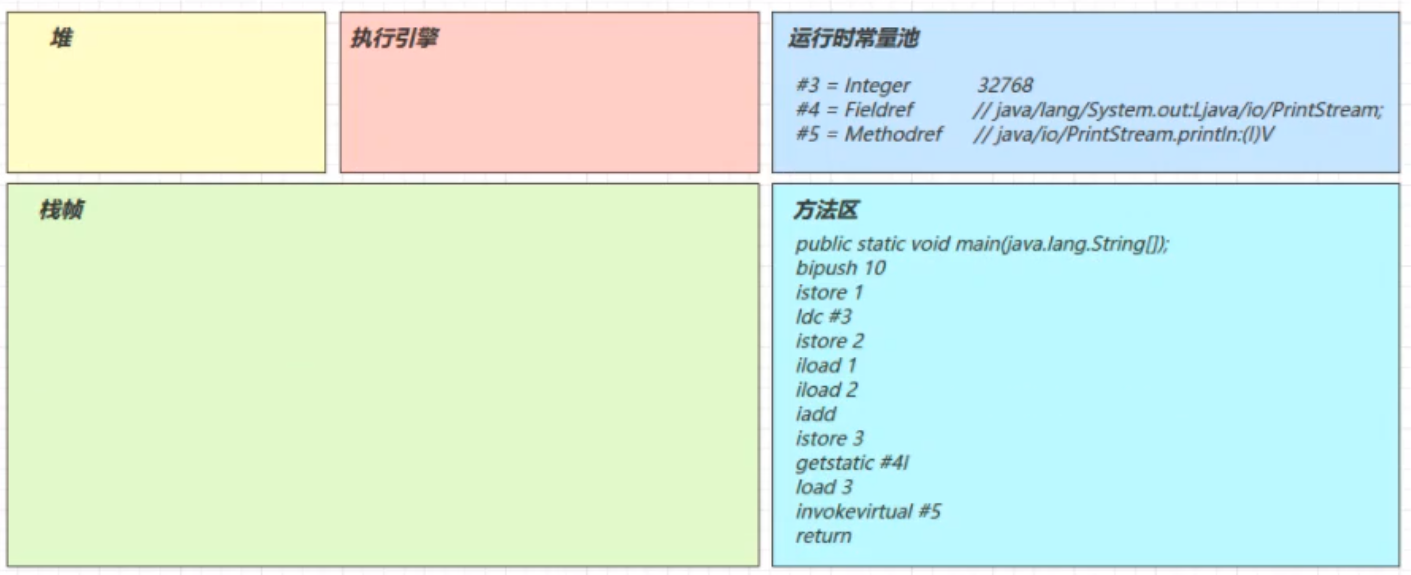 堆
执行引擎
运行时常量池
#3 = Integer 32768
#4 = Fieldref // java/lang/System.out:Ljava/io/PrintStream;
#5 = Methodref // java/io/PrintStream.println:(I)V
栈帧
方法区
public static void main(java.lang.String[]);
bipush 10
istore 1
ldc #3
istore 2
iload 1
iload 2
iadd
istore 3
getstatic #4I
load 3
invokevirtual #5
return